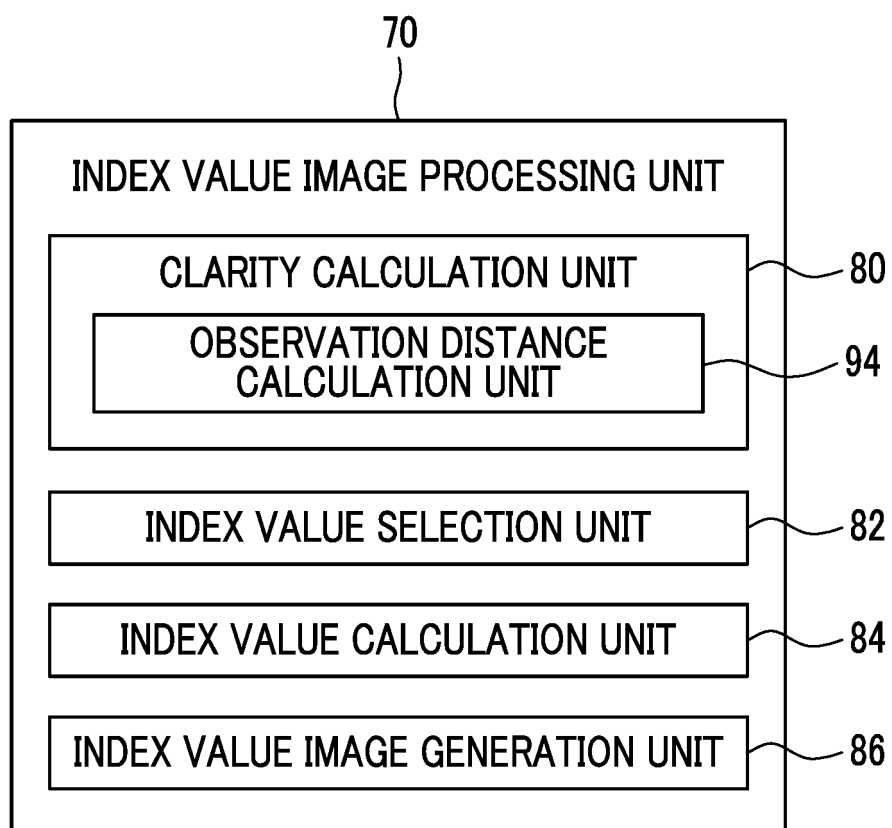 70
INDEX VALUE IMAGE PROCESSING UNIT
CLARITY CALCULATION UNIT
80
OBSERVATION DISTANCE
CALCULATION UNIT
94
INDEX VALUE SELECTION UNIT
82
INDEX VALUE CALCULATION UNIT
84
INDEX VALUE IMAGE GENERATION UNIT
86